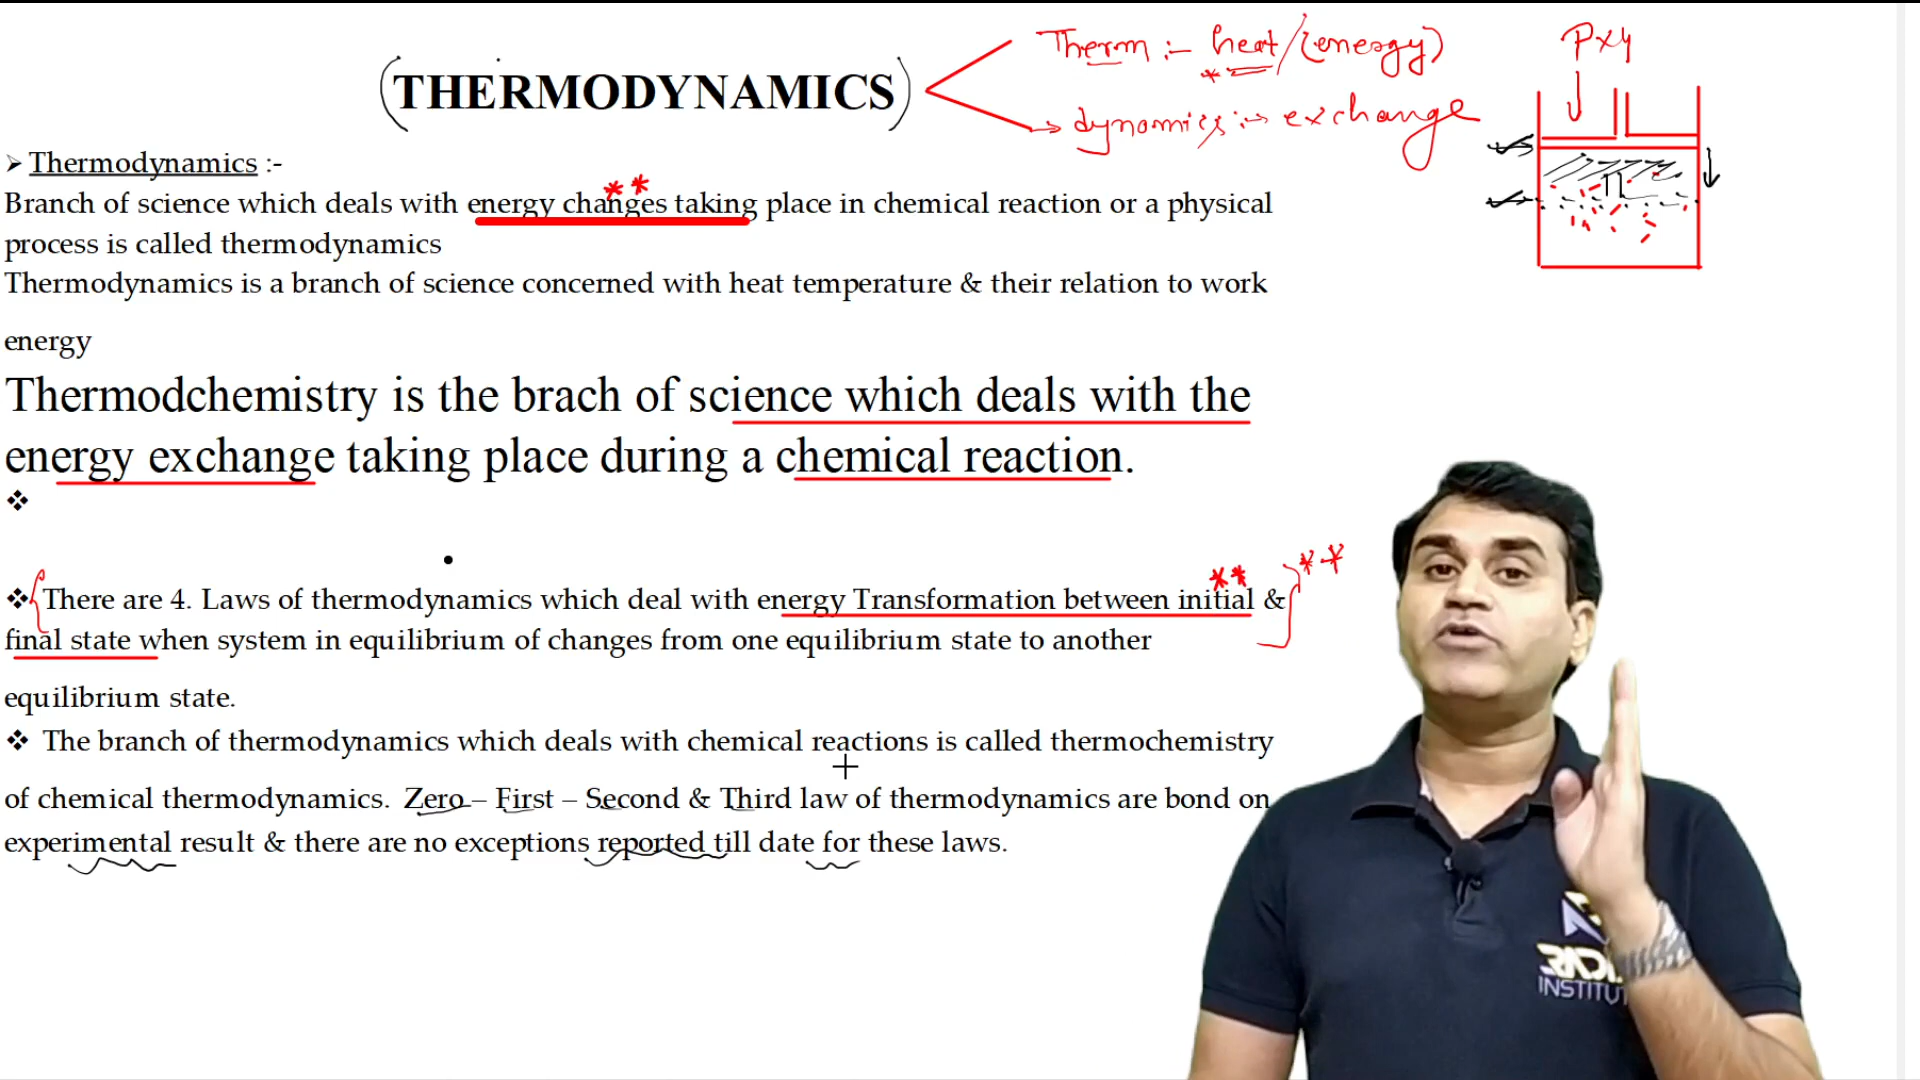 (THERMODYNAMICS)
Therm :- heat/(energy)
→ dynamics :→ exchange
Pxy
➢ Thermodynamics :-
Branch of science which deals with energy changes taking place in chemical reaction or a physical
process is called thermodynamics
Thermodynamics is a branch of science concerned with heat temperature & their relation to work
energy
Thermodchemistry is the brach of science which deals with the
energy exchange taking place during a chemical reaction.
❖
❖ There are 4. Laws of thermodynamics which deal with energy Transformation between initial &
final state when system in equilibrium of changes from one equilibrium state to another
equilibrium state.
❖ The branch of thermodynamics which deals with chemical reactions is called thermochemistry
of chemical thermodynamics. Zero – First – Second & Third law of thermodynamics are bond on
experimental result & there are no exceptions reported till date for these laws.